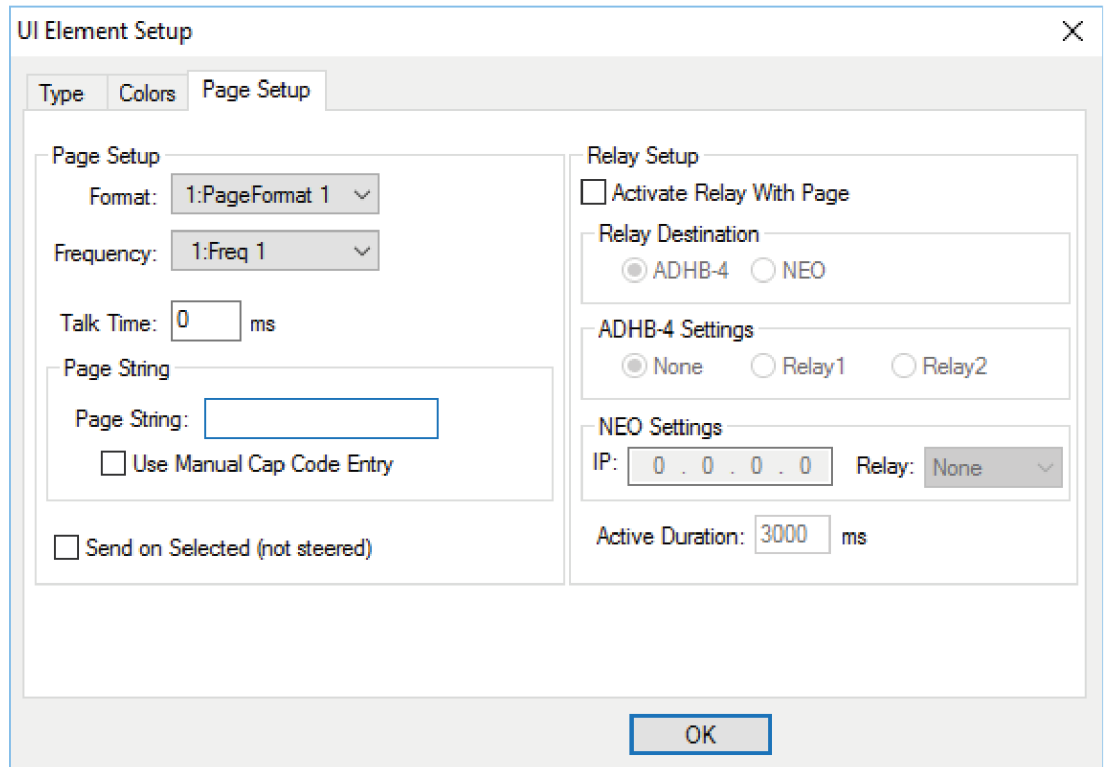 UI Element Setup
Type Colors Page Setup
Page Setup
Format: 1:PageFormat 1
Frequency: 1:Freq 1
Talk Time: 0 ms
Page String
Page String:
Use Manual Cap Code Entry
Send on Selected (not steered)
Relay Setup
Activate Relay With Page
Relay Destination
ADHB-4 NEO
ADHB-4 Settings
None Relay1 Relay2
NEO Settings
IP: 0 . 0 . 0 . 0 Relay: None
Active Duration: 3000 ms
OK